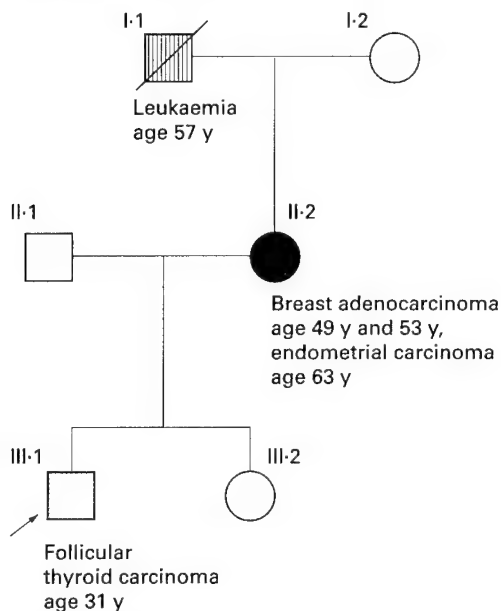 I·1
I·2
Leukaemia
age 57 y
II·1
II·2
Breast adenocarcinoma
age 49 y and 53 y,
endometrial carcinoma
age 63 y
III·1
III·2
Follicular
thyroid carcinoma
age 31 y